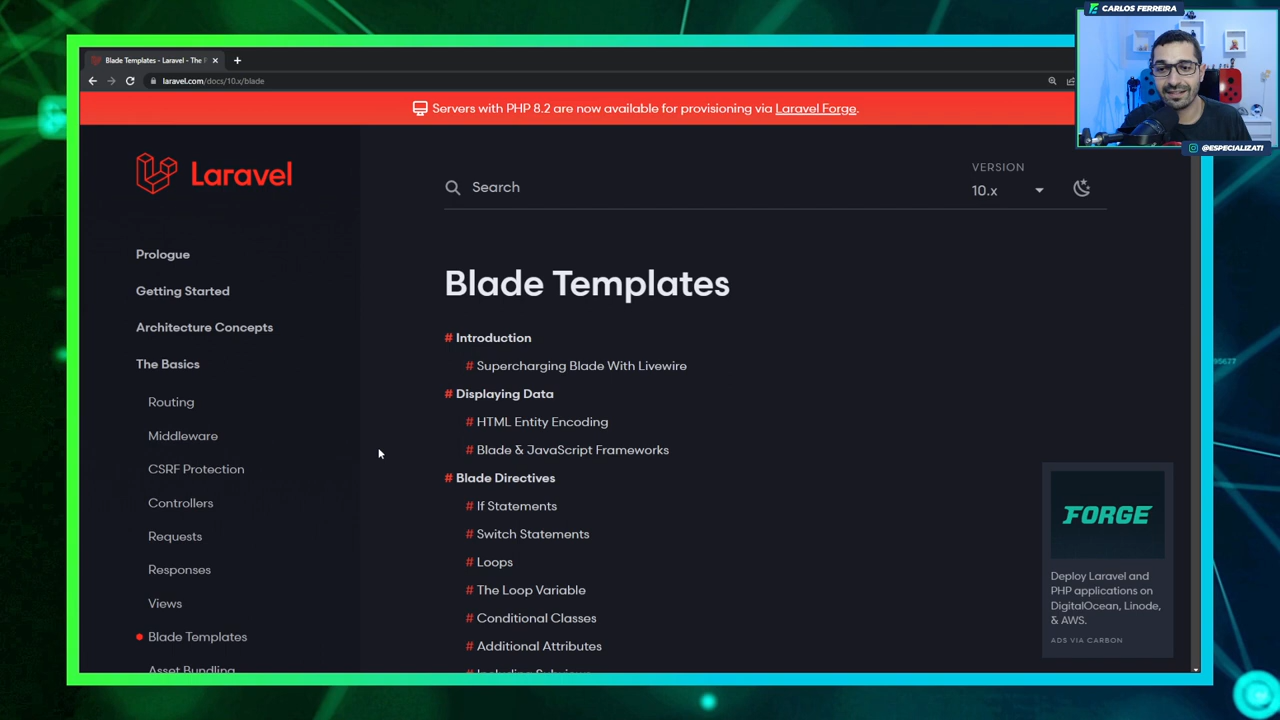 CARLOS FERREIRA
@ESPECIALIZATI
Blade Templates - Laravel - The P
laravel.com/docs/10.x/blade
Servers with PHP 8.2 are now available for provisioning via Laravel Forge.
Laravel
Search
VERSION
10.x
Prologue
Getting Started
Architecture Concepts
The Basics
Routing
Middleware
CSRF Protection
Controllers
Requests
Responses
Views
Blade Templates
Asset Bundling
Blade Templates
# Introduction
# Supercharging Blade With Livewire
# Displaying Data
# HTML Entity Encoding
# Blade & JavaScript Frameworks
# Blade Directives
# If Statements
# Switch Statements
# Loops
# The Loop Variable
# Conditional Classes
# Additional Attributes
# Including Subviews
FORGE
Deploy Laravel and
PHP applications on
DigitalOcean, Linode,
& AWS.
ADS VIA CARBON